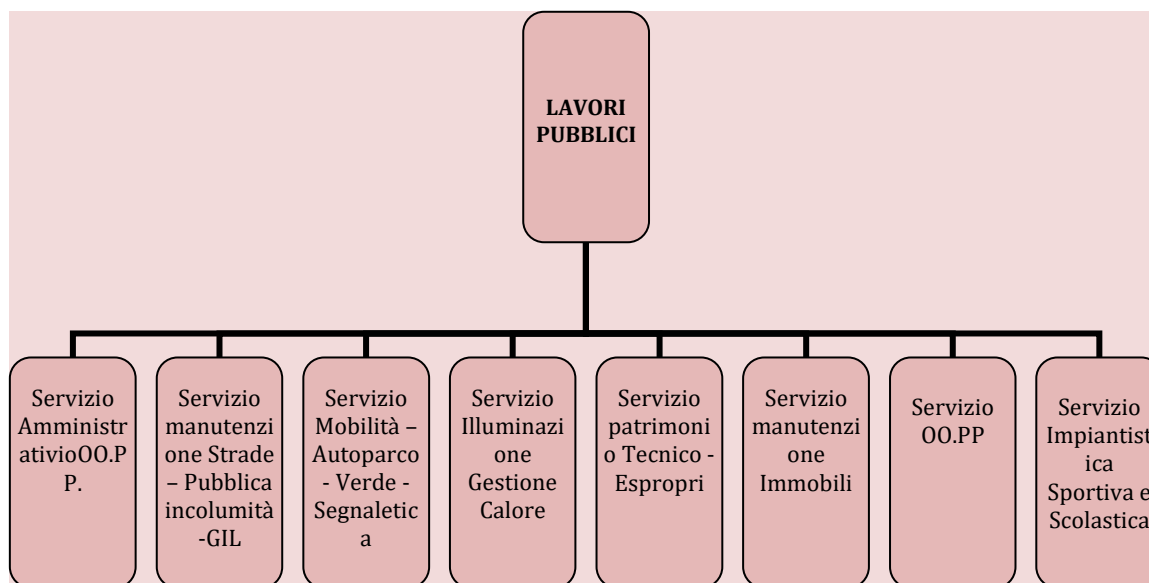 LAVORI
PUBBLICI
Servizio
Amministr
ativioOO.P
P.
Servizio
manutenzi
one Strade
– Pubblica
incolumità
-GIL
Servizio
Mobilità –
Autoparco
- Verde -
Segnaletic
a
Servizio
Illuminazi
one
Gestione
Calore
Servizio
patrimoni
o Tecnico -
Espropri
Servizio
manutenzi
one
Immobili
Servizio
OO.PP
Servizio
Impiantist
ica
Sportiva e
Scolastica